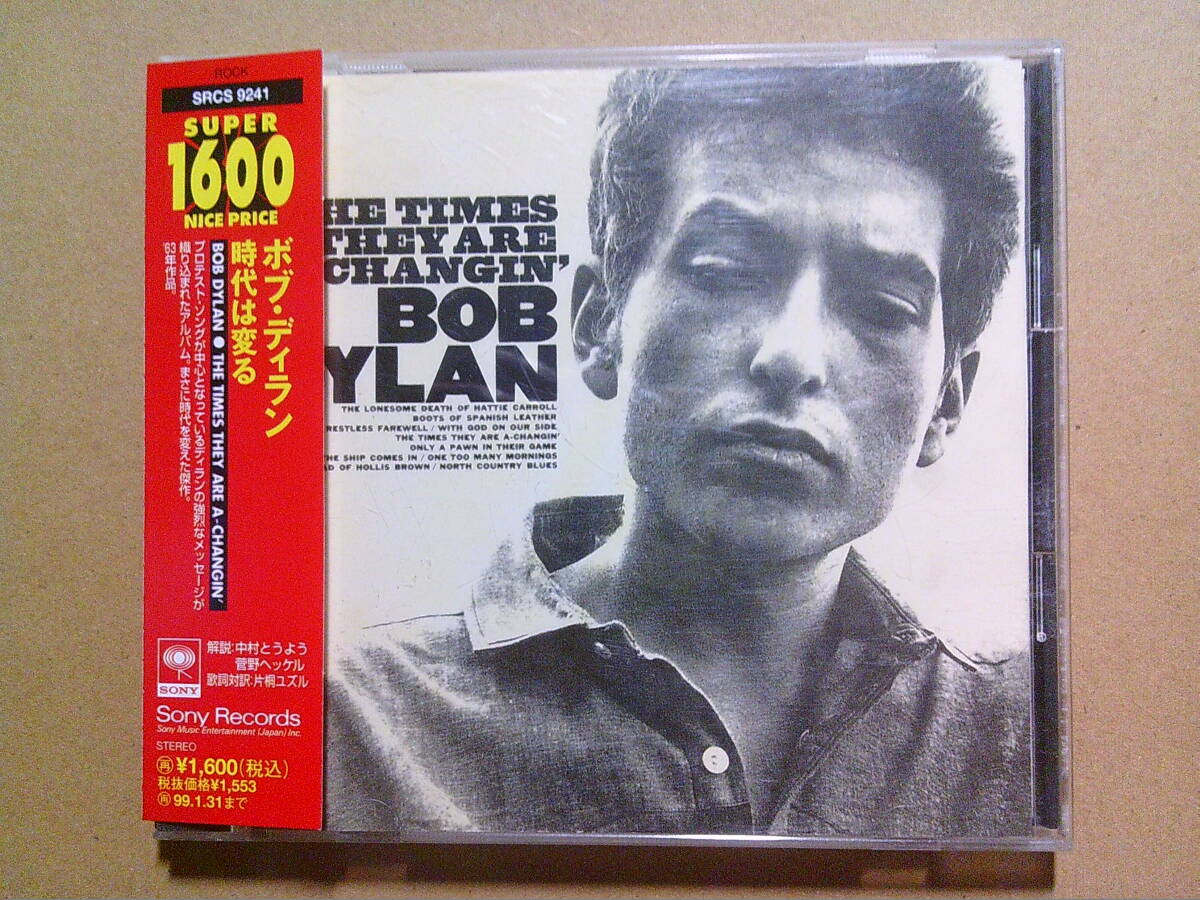 ROCK
SRCS 9241
SUPER
1600
NICE PRICE
ボブ・ディラン
時代は変る
BOB DYLAN ● THE TIMES THEY ARE A-CHANGIN'
プロテスト・ソングが中心となっているディランの強烈なメッセージが
織り込まれたアルバム。まさに時代を変えた傑作。
'63年作品。
SONY
解説:中村とうよう
菅野ヘッケル
歌詞対訳:片桐ユズル
Sony Records
Sony Music Entertainment (Japan) Inc.
STEREO
再 ¥1,600(税込)
税抜価格¥1,553
再 99.1.31まで
HE TIMES
THEY ARE
CHANGIN'
BOB
YLAN
THE LONESOME DEATH OF HATTIE CARROLL
BOOTS OF SPANISH LEATHER
RESTLESS FAREWELL / WITH GOD ON OUR SIDE
THE TIMES THEY ARE A-CHANGIN'
ONLY A PAWN IN THEIR GAME
THE SHIP COMES IN / ONE TOO MANY MORNINGS
AD OF HOLLIS BROWN / NORTH COUNTRY BLUES